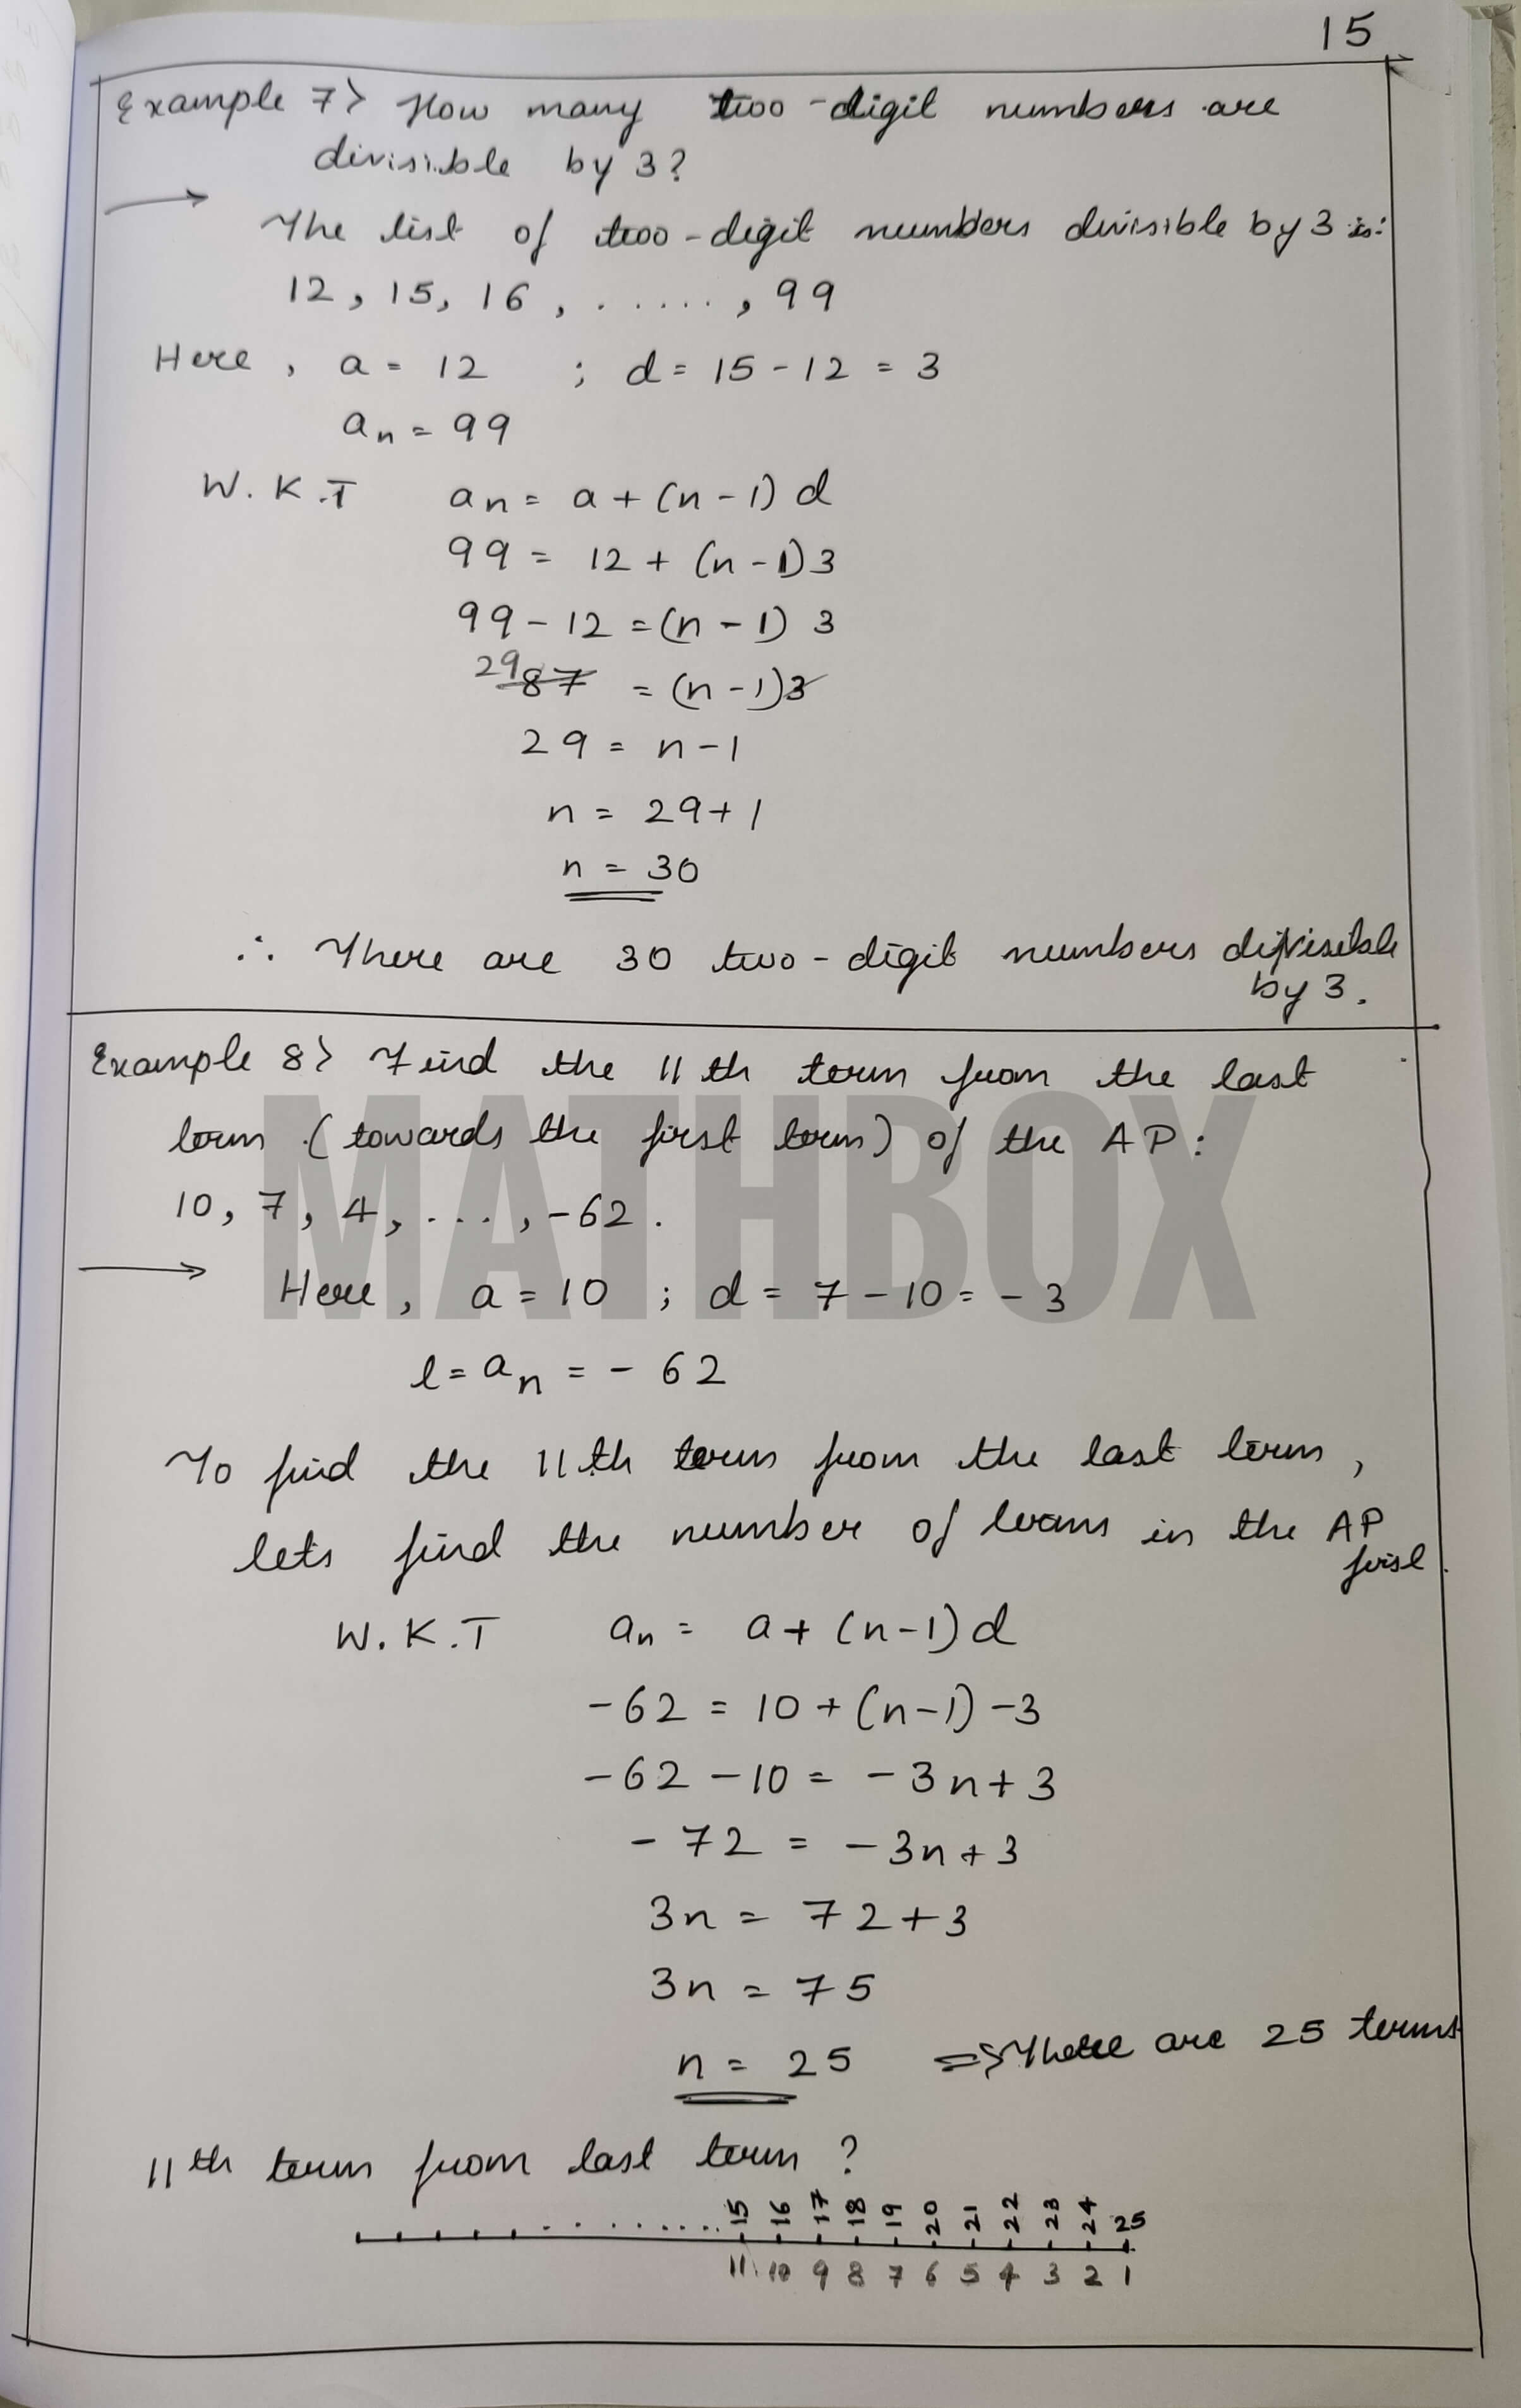 15
Example 7> How many two-digit numbers are
divisible by 3?
The list of two-digit numbers divisible by 3 is:
12, 15, 16, ......, 99
Here, a = 12 ; d = 15 - 12 = 3
an = 99
W.K.T an = a + (n-1) d
99 = 12 + (n-1)3
99 - 12 = (n-1) 3
29 87 = (n-1)3
29 = n-1
n = 29+1
n = 30
∴ There are 30 two-digit numbers divisible
by 3.
Example 8> Find the 11th term from the last
term (towards the first term) of the AP:
10, 7, 4, ..., -62.
MATHBOX
Here, a = 10 ; d = 7 - 10 = -3
l = an = -62
To find the 11th term from the last term,
lets find the number of terms in the AP
first.
W.K.T an = a + (n-1) d
-62 = 10 + (n-1) -3
-62 - 10 = -3n + 3
-72 = -3n + 3
3n = 72 + 3
3n = 75
n = 25 => There are 25 terms
11th term from last term ?
15 16 17 18 19 20 21 22 23 24 25
11 10 9 8 7 6 5 4 3 2 1